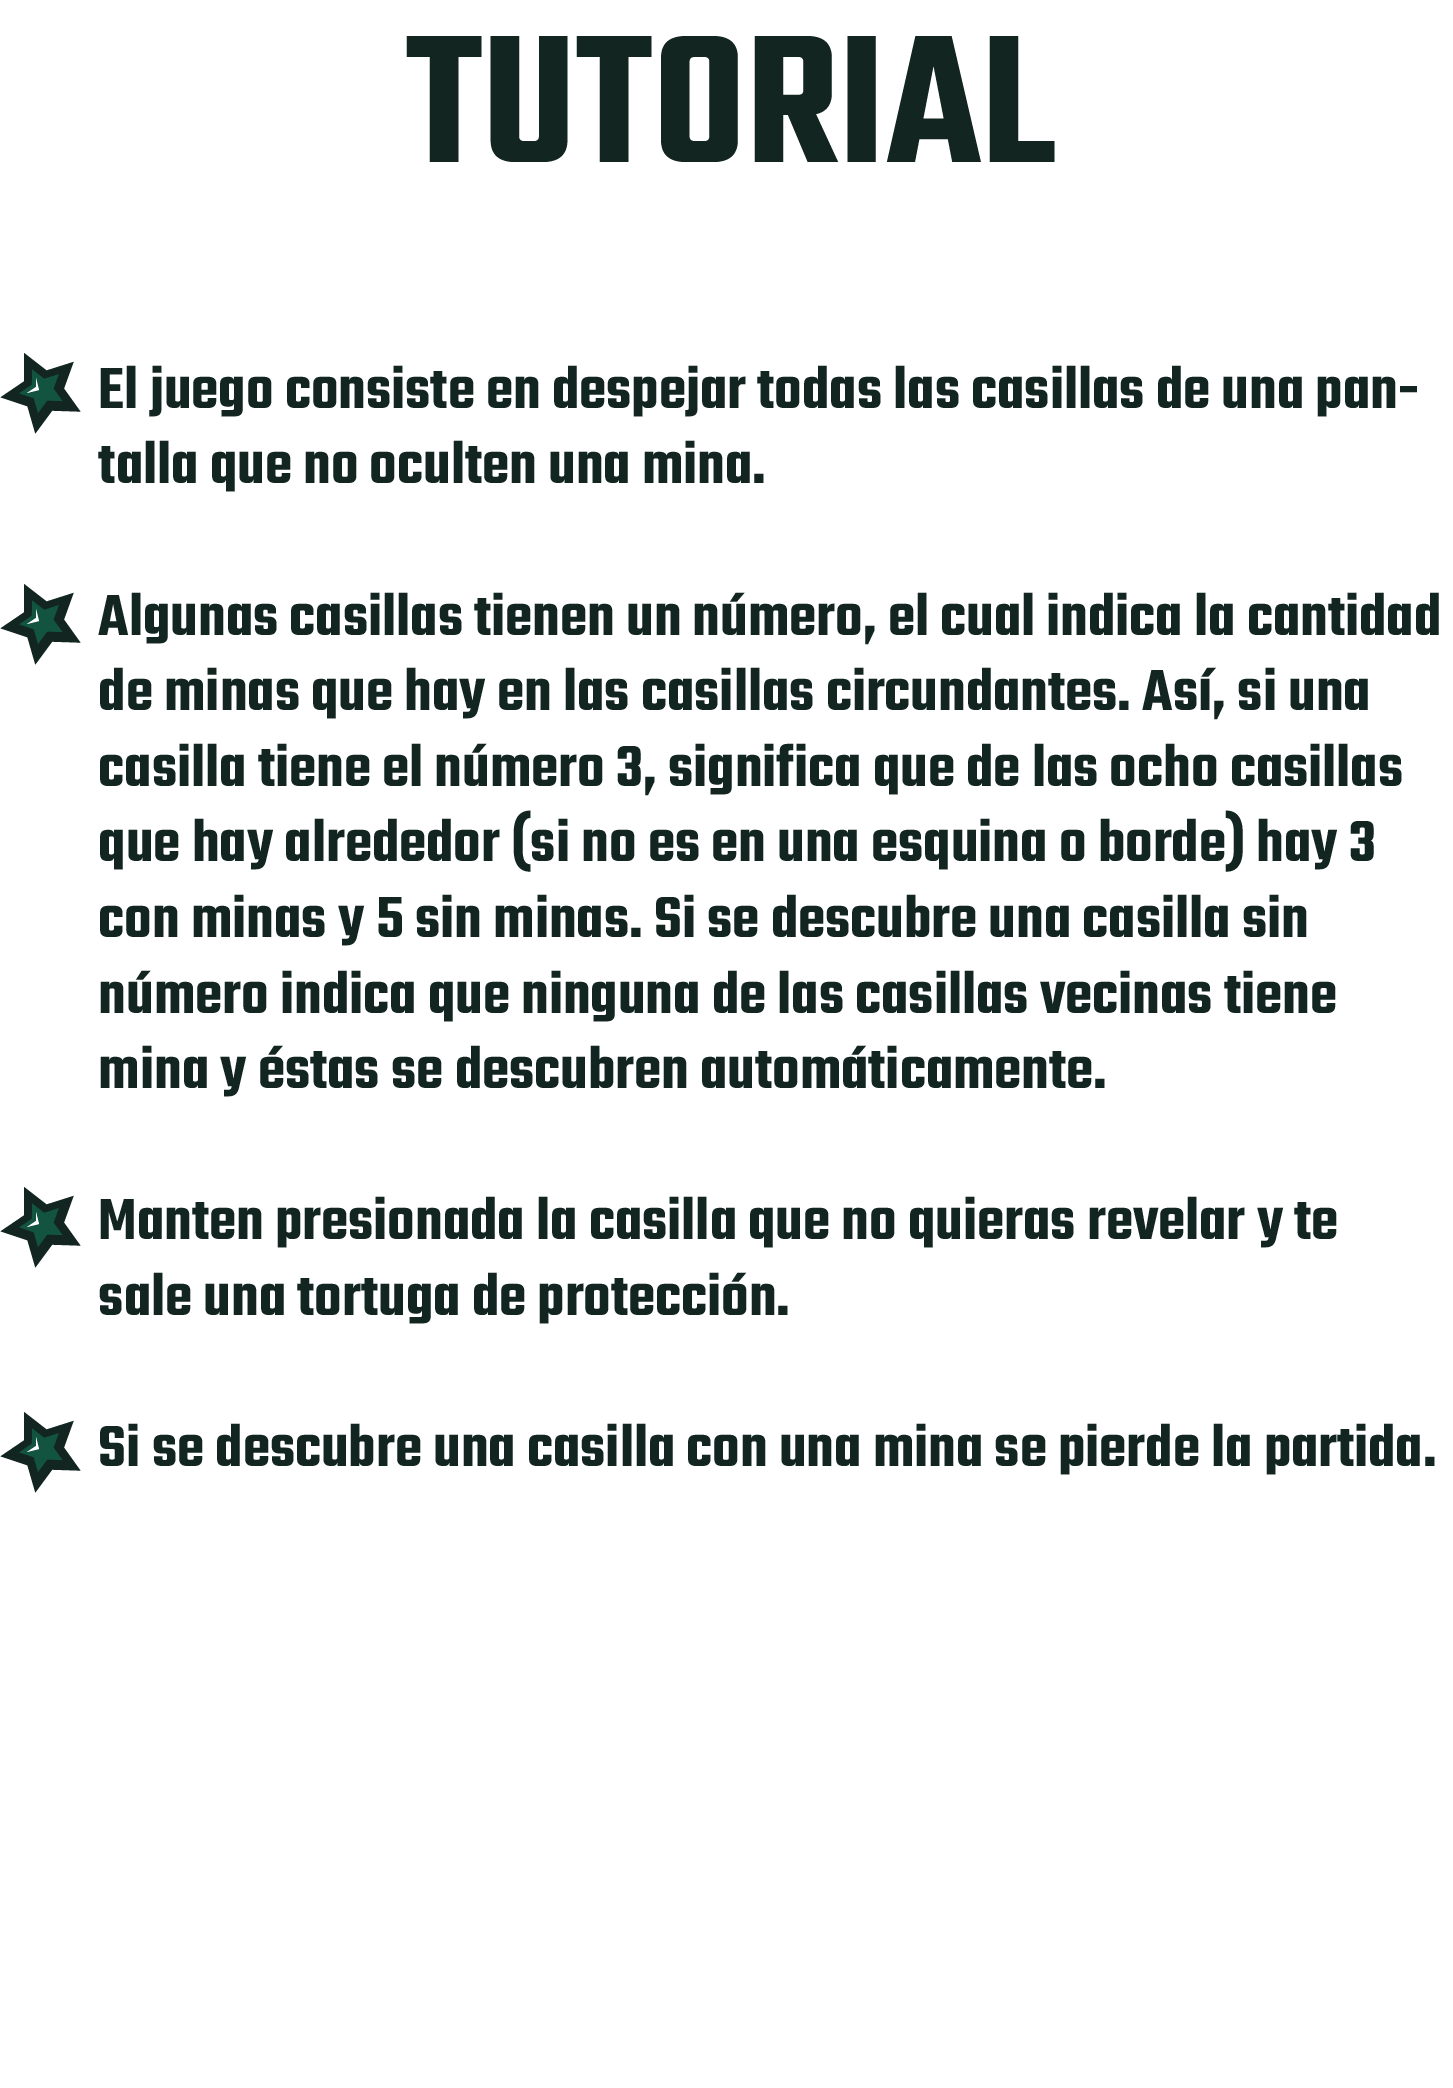 TUTORIAL
El juego consiste en despejar todas las casillas de una pan-
talla que no oculten una mina.
Algunas casillas tienen un número, el cual indica la cantidad
de minas que hay en las casillas circundantes. Así, si una
casilla tiene el número 3, significa que de las ocho casillas
que hay alrededor (si no es en una esquina o borde) hay 3
con minas y 5 sin minas. Si se descubre una casilla sin
número indica que ninguna de las casillas vecinas tiene
mina y éstas se descubren automáticamente.
Manten presionada la casilla que no quieras revelar y te
sale una tortuga de protección.
Si se descubre una casilla con una mina se pierde la partida.